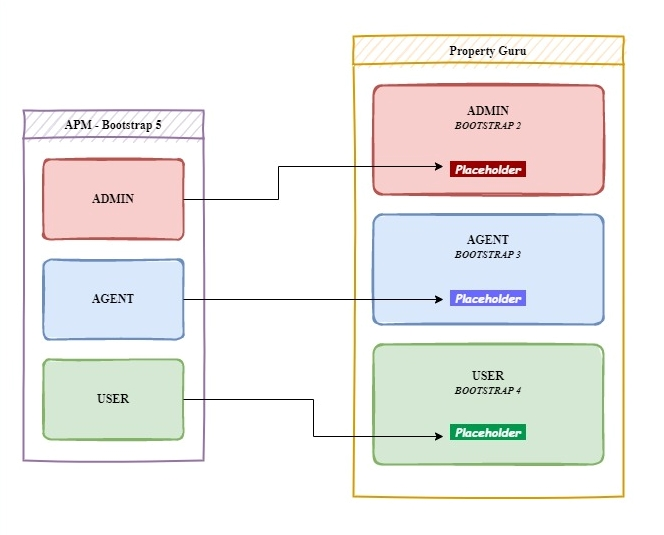 APM - Bootstrap 5
ADMIN
AGENT
USER
Property Guru
ADMIN
BOOTSTRAP 2
Placeholder
AGENT
BOOTSTRAP 3
Placeholder
USER
BOOTSTRAP 4
Placeholder